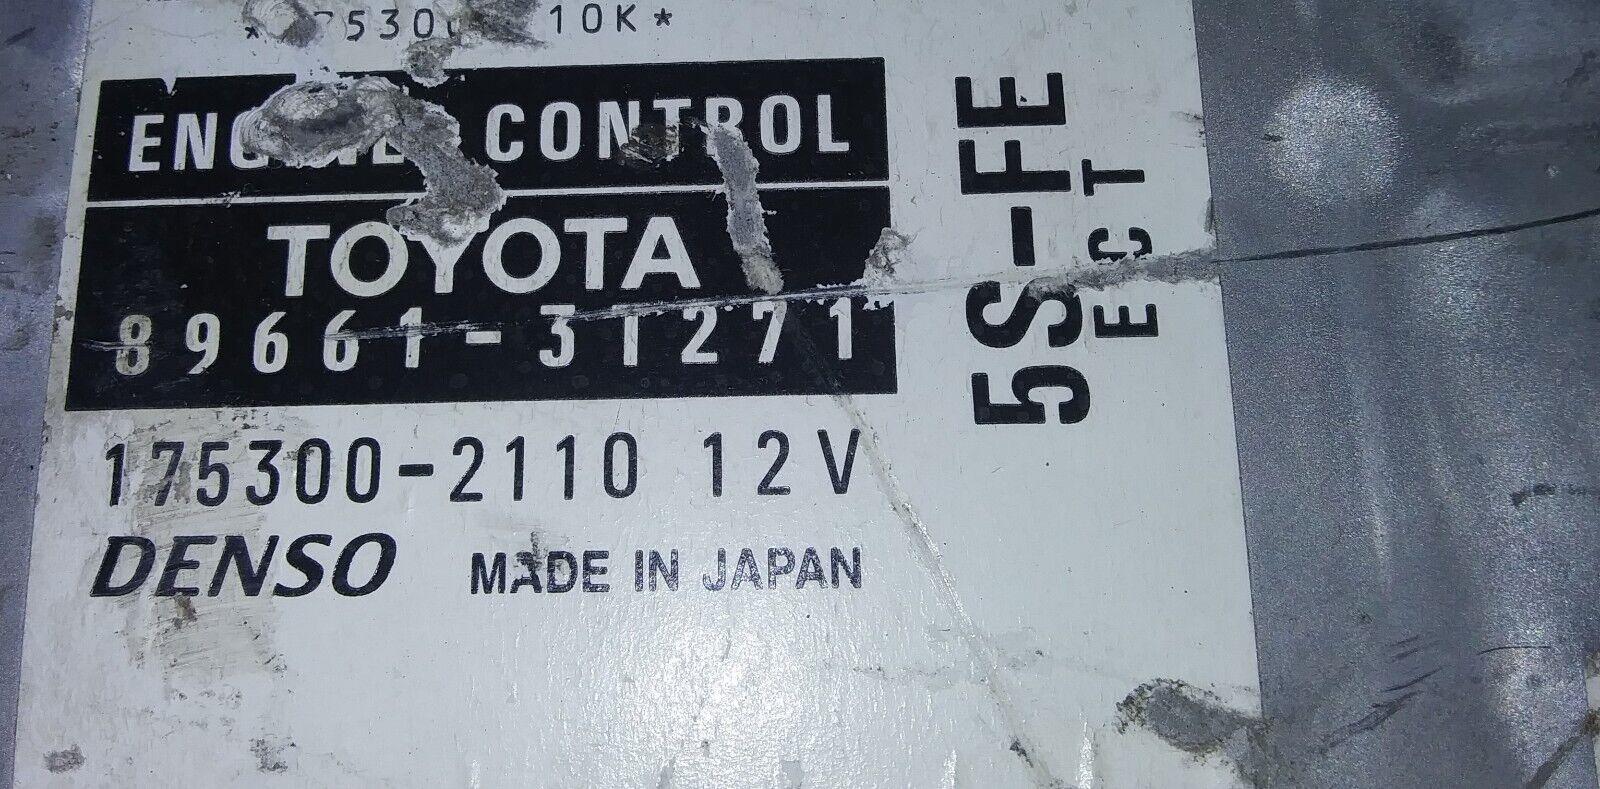 ENGINE CONTROL
TOYOTA
89661-31271
175300-2110 12V
DENSO MADE IN JAPAN
5S-FE
ECT